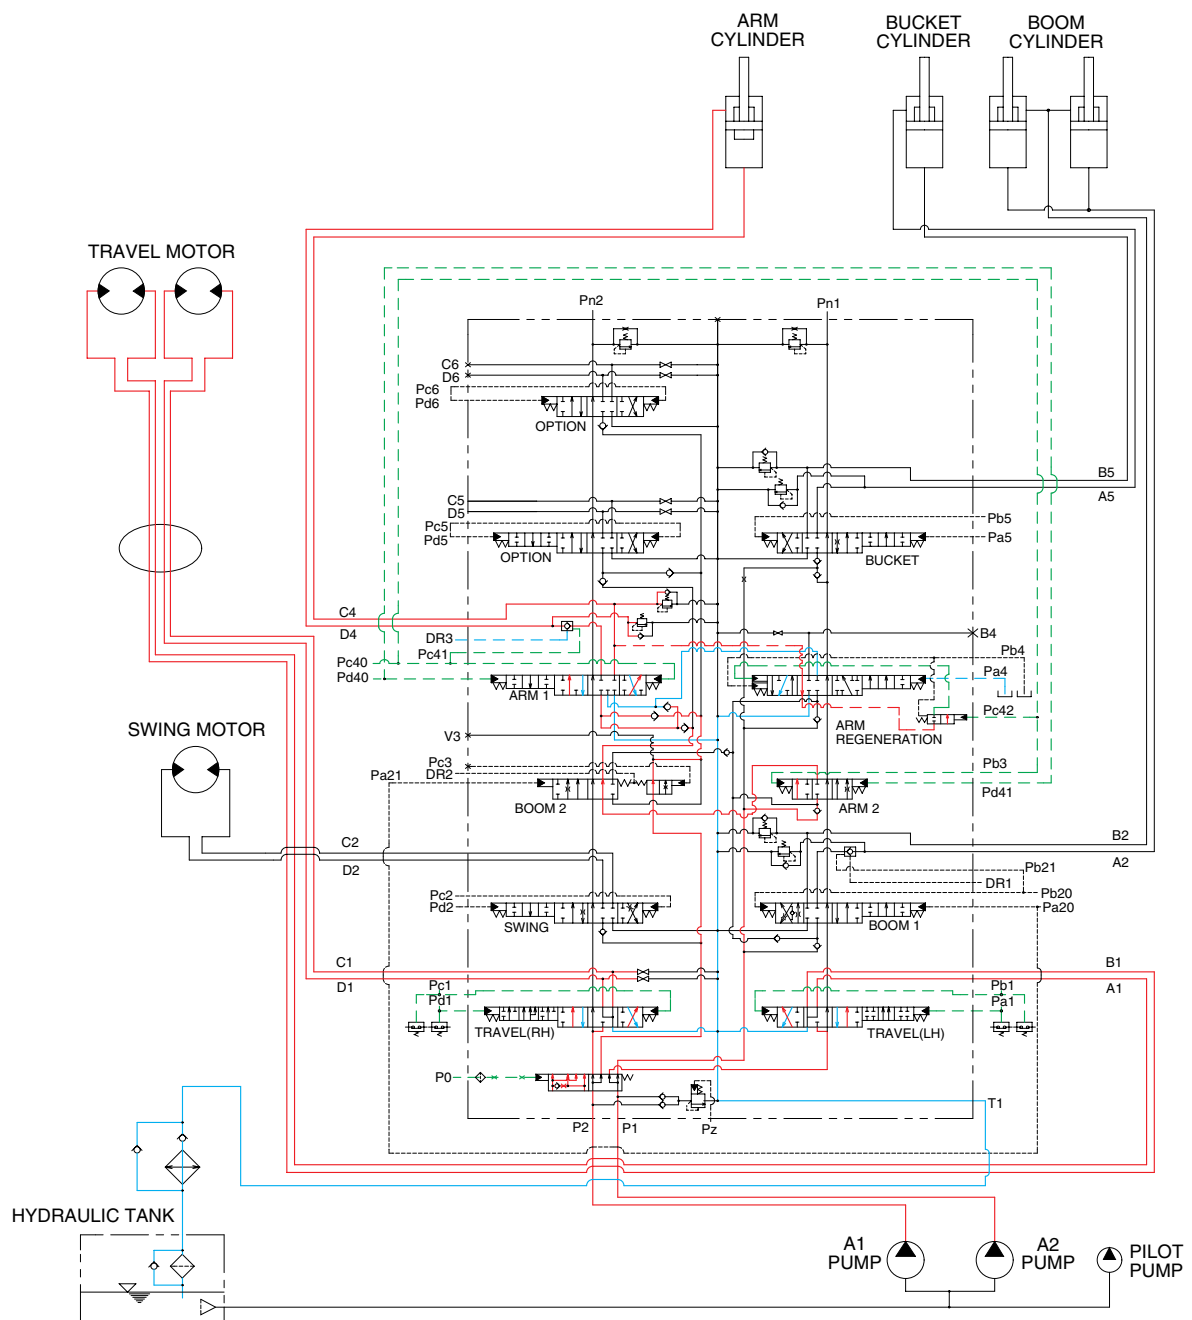 ARM
CYLINDER
BUCKET
CYLINDER
BOOM
CYLINDER
TRAVEL MOTOR
Pn2
Pn1
C6
D6
Pc6
Pd6
OPTION
B5
A5
C5
D5
Pc5
Pd5
OPTION
Pb5
Pa5
BUCKET
C4
D4
DR3
Pc41
Pc40
Pd40
ARM 1
B4
Pb4
Pa4
Pc42
ARM
REGENERATION
SWING MOTOR
V3
Pc3
DR2
Pa21
BOOM 2
Pb3
Pd41
ARM 2
C2
D2
B2
A2
Pb21
DR1
Pc2
Pd2
SWING
Pb20
Pa20
BOOM 1
C1
D1
B1
A1
Pc1
Pd1
TRAVEL(RH)
Pb1
Pa1
TRAVEL(LH)
P0
T1
P2
P1
Pz
HYDRAULIC TANK
A1
PUMP
A2
PUMP
PILOT
PUMP